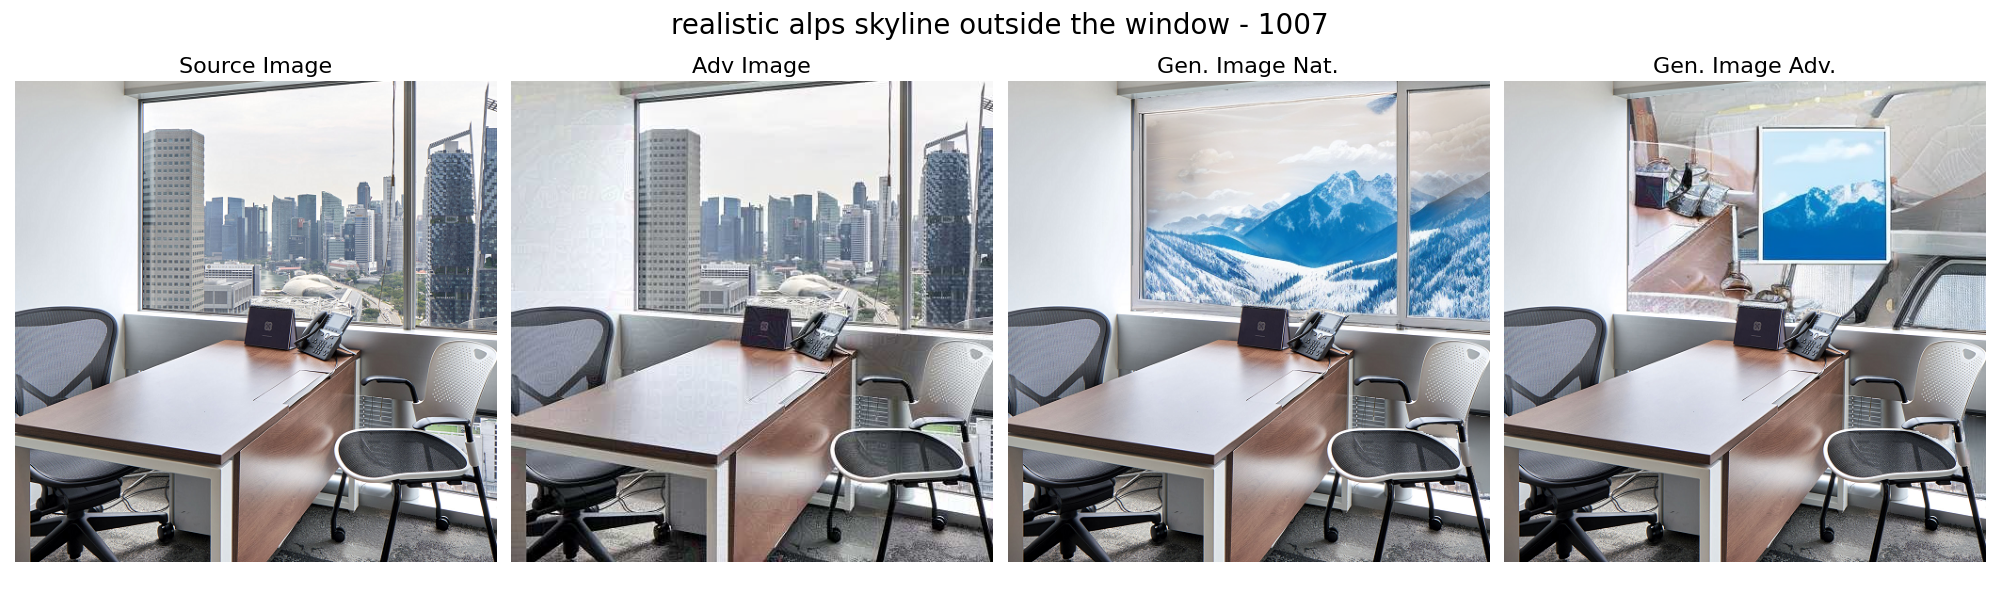 realistic alps skyline outside the window - 1007
Source Image
Adv Image
Gen. Image Nat.
Gen. Image Adv.